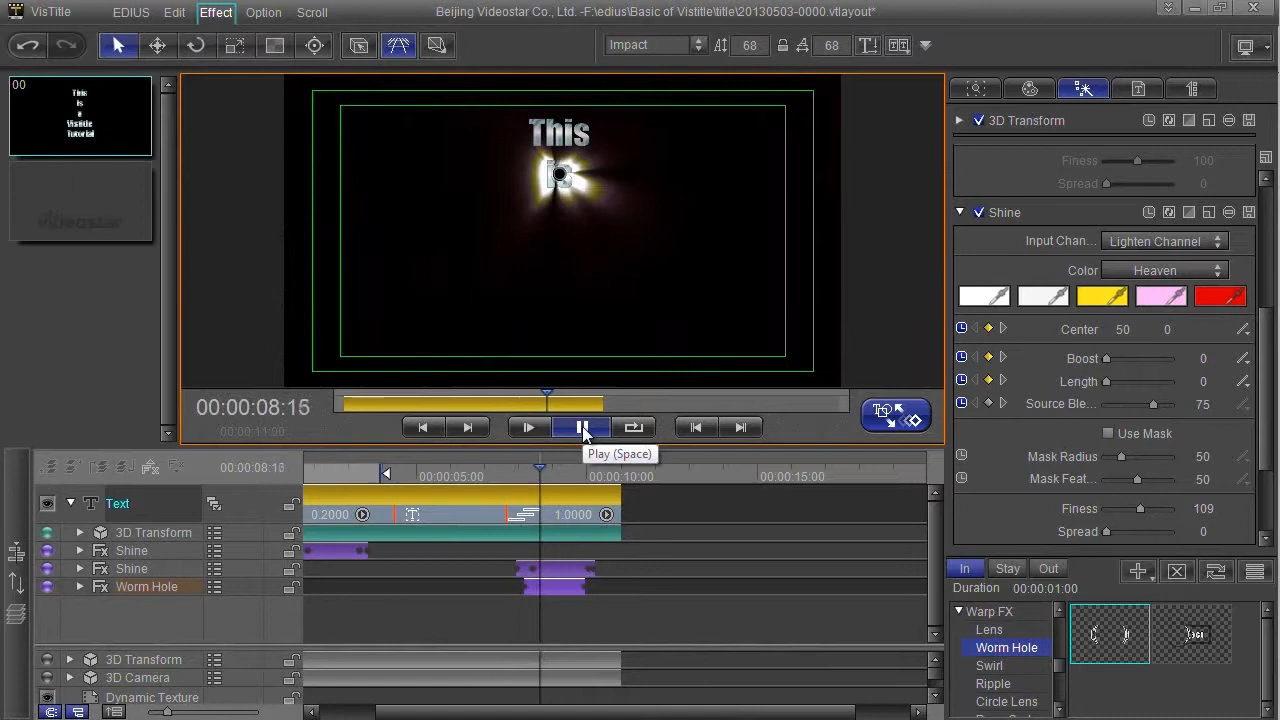 VisTitle EDIUS Edit Effect Option Scroll Beijing Videostar Co., Ltd. -F:\edius\Basic of Vistitle\title\20130503-0000.vtlayout*
Impact 68 68
00
This
is
a
Vistitle
Tutorial
Videostar
This
is
3D Transform
Finess 100
Spread 0
Shine
Input Chan... Lighten Channel
Color Heaven
Center 50 0
Boost 0
Length 0
Source Ble... 75
Use Mask
Mask Radius 50
Mask Feat... 50
Finess 109
Spread 0
00:00:08:15
00:00:11:00
Play (Space)
00:00:08:16 00:00:05:00 00:00:10:00 00:00:15:00
T Text
0.2000 T 1.0000
3D Transform
Fx Shine
Fx Shine
Fx Worm Hole
3D Transform
3D Camera
Dynamic Texture
In Stay Out
Duration 00:00:01:00
Warp FX
Lens
Worm Hole
Swirl
Ripple
Circle Lens